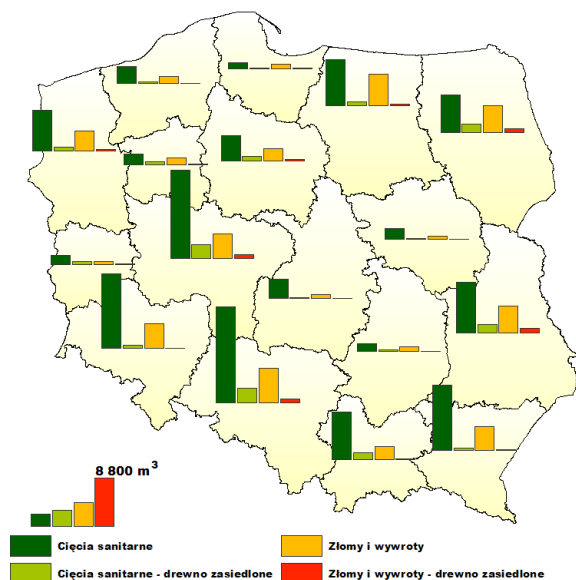 8 800 m³
Cięcia sanitarne
Złomy i wywroty
Cięcia sanitarne - drewno zasiedlone
Złomy i wywroty - drewno zasiedlone